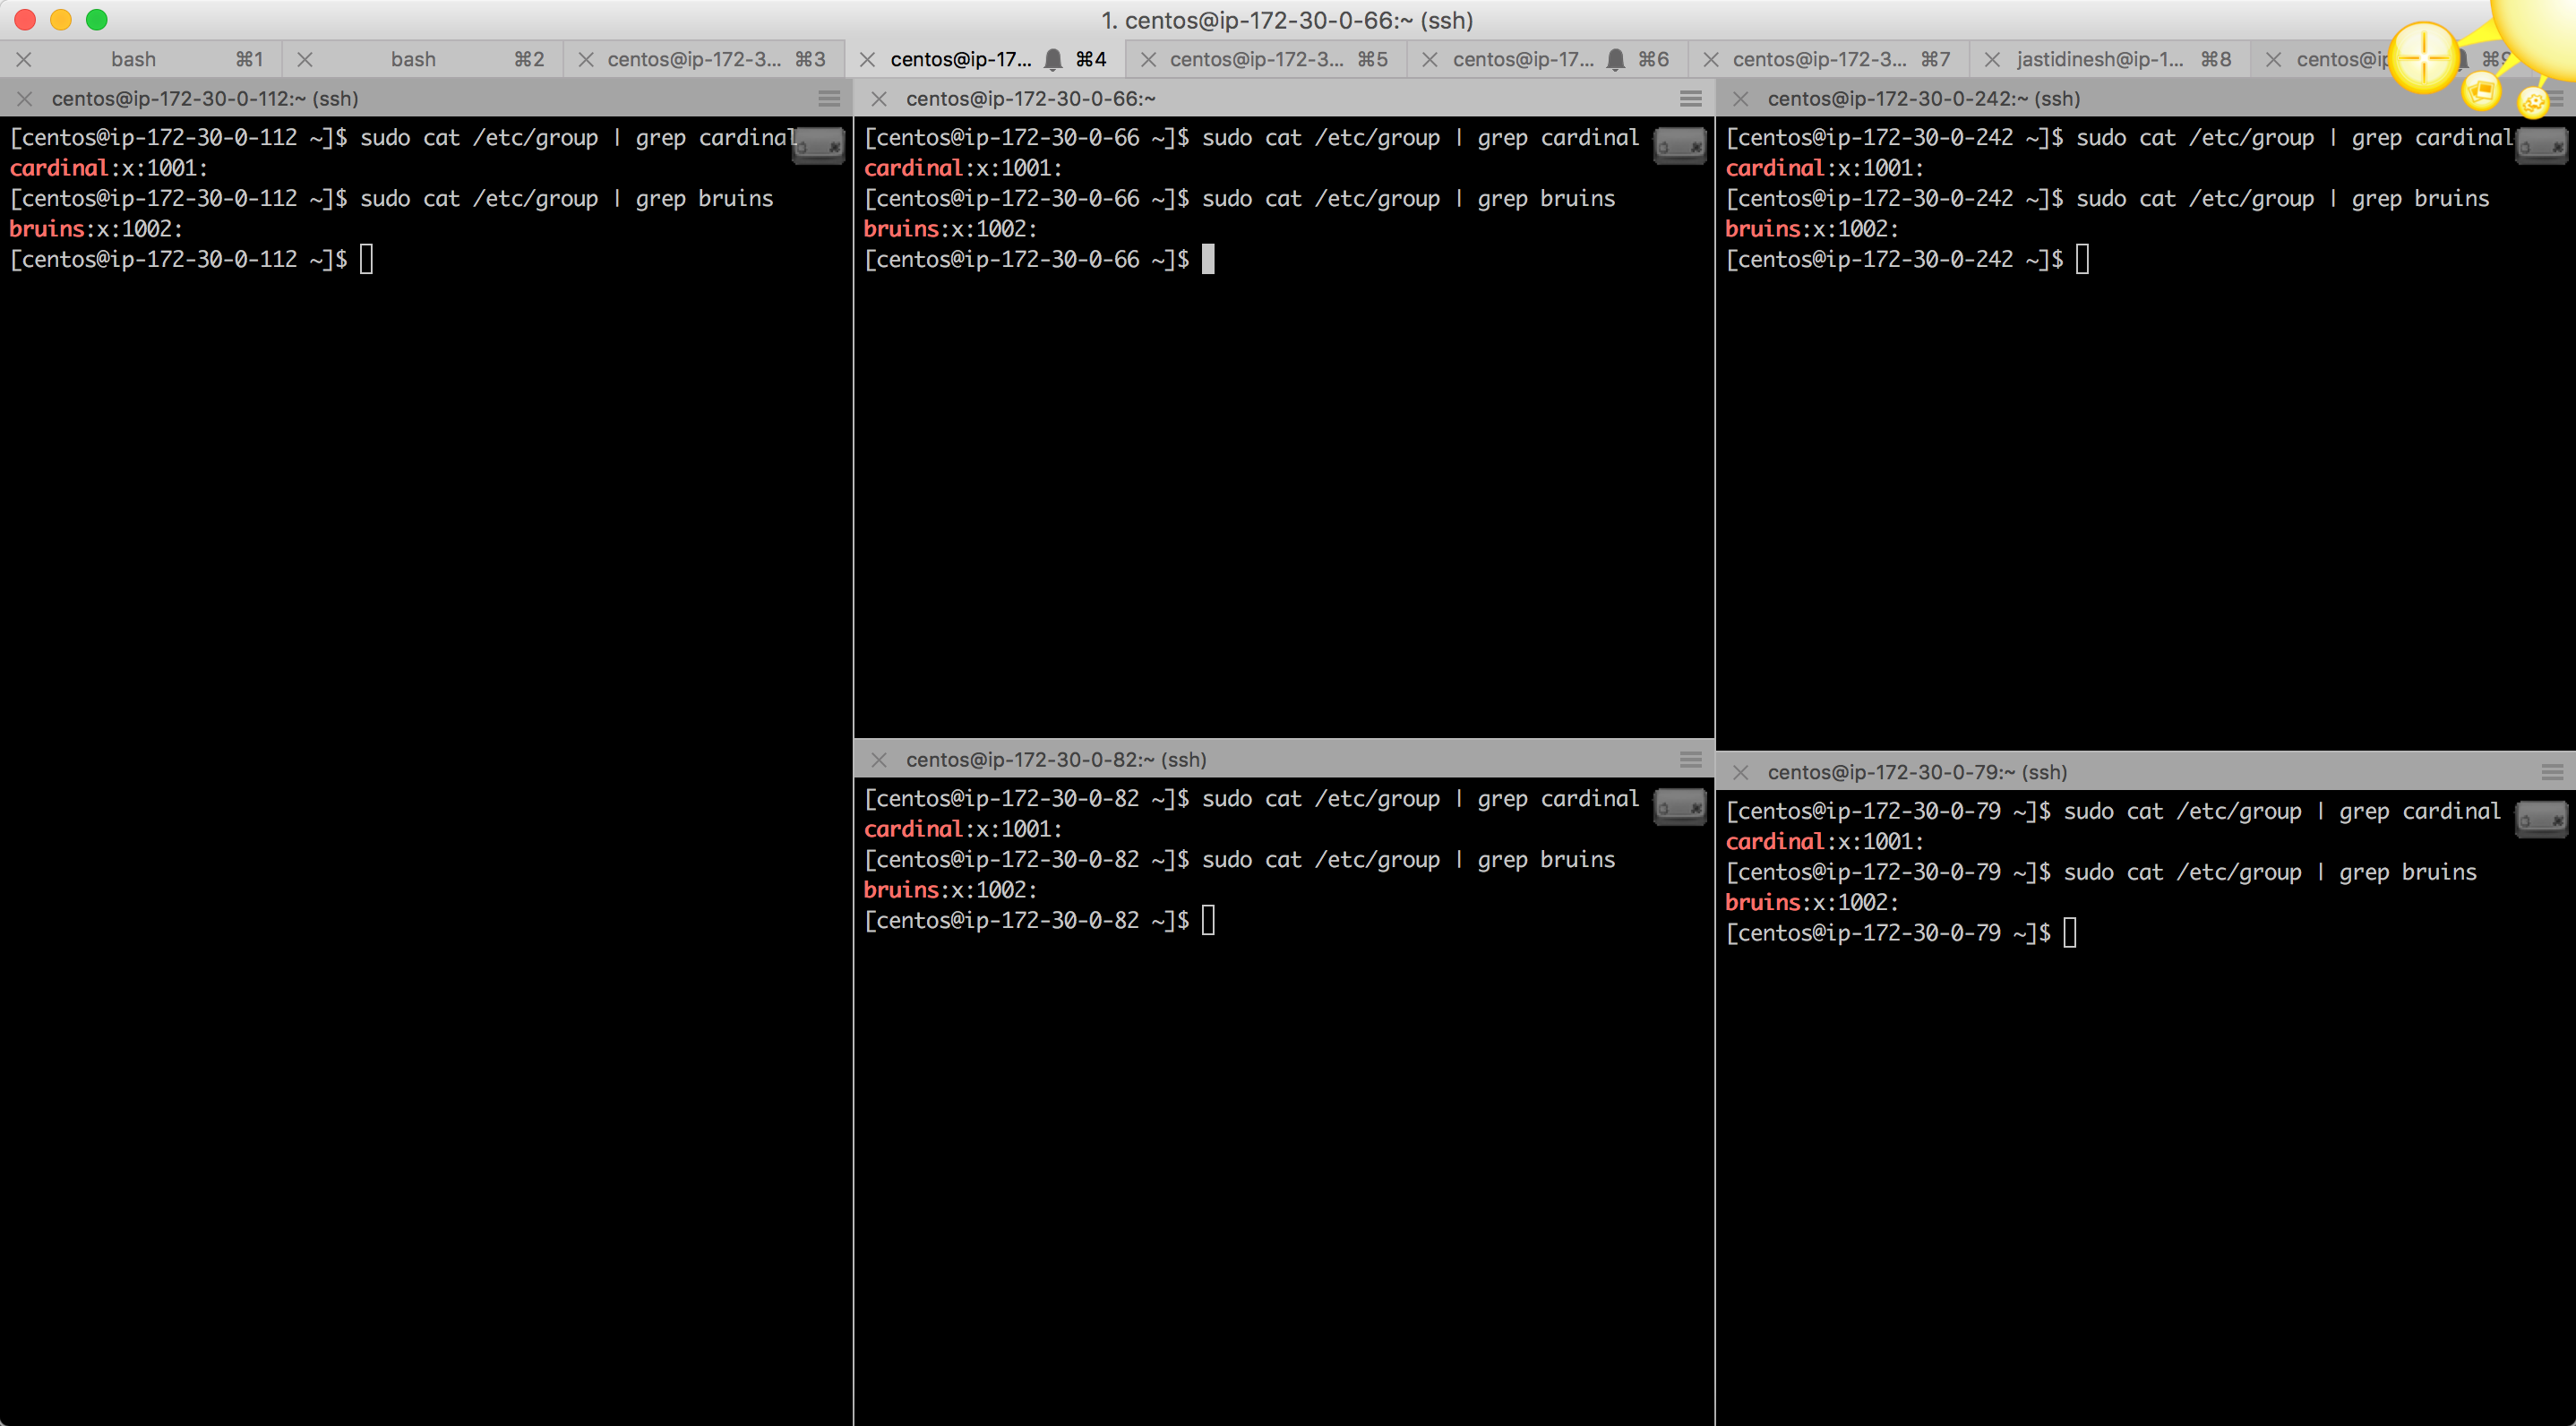 1. centos@ip-172-30-0-66:~ (ssh)
bash ⌘1
bash ⌘2
centos@ip-172-3... ⌘3
centos@ip-17... ⌘4
centos@ip-172-3... ⌘5
centos@ip-17... ⌘6
centos@ip-172-3... ⌘7
jastidinesh@ip-1... ⌘8
centos@ip
centos@ip-172-30-0-112:~ (ssh)
[centos@ip-172-30-0-112 ~]$ sudo cat /etc/group | grep cardinal
cardinal:x:1001:
[centos@ip-172-30-0-112 ~]$ sudo cat /etc/group | grep bruins
bruins:x:1002:
[centos@ip-172-30-0-112 ~]$
centos@ip-172-30-0-66:~
[centos@ip-172-30-0-66 ~]$ sudo cat /etc/group | grep cardinal
cardinal:x:1001:
[centos@ip-172-30-0-66 ~]$ sudo cat /etc/group | grep bruins
bruins:x:1002:
[centos@ip-172-30-0-66 ~]$
centos@ip-172-30-0-82:~ (ssh)
[centos@ip-172-30-0-82 ~]$ sudo cat /etc/group | grep cardinal
cardinal:x:1001:
[centos@ip-172-30-0-82 ~]$ sudo cat /etc/group | grep bruins
bruins:x:1002:
[centos@ip-172-30-0-82 ~]$
centos@ip-172-30-0-242:~ (ssh)
[centos@ip-172-30-0-242 ~]$ sudo cat /etc/group | grep cardinal
cardinal:x:1001:
[centos@ip-172-30-0-242 ~]$ sudo cat /etc/group | grep bruins
bruins:x:1002:
[centos@ip-172-30-0-242 ~]$
centos@ip-172-30-0-79:~ (ssh)
[centos@ip-172-30-0-79 ~]$ sudo cat /etc/group | grep cardinal
cardinal:x:1001:
[centos@ip-172-30-0-79 ~]$ sudo cat /etc/group | grep bruins
bruins:x:1002:
[centos@ip-172-30-0-79 ~]$